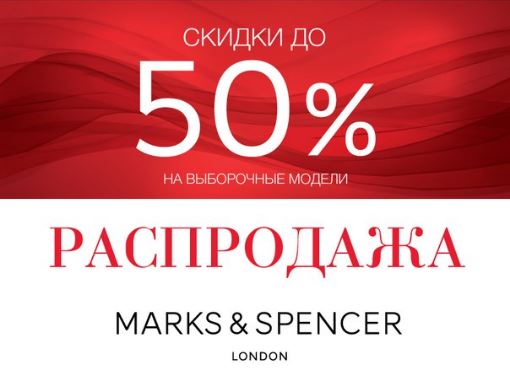 СКИДКИ ДО
50%
НА ВЫБОРОЧНЫЕ МОДЕЛИ
РАСПРОДАЖА
MARKS & SPENCER
LONDON